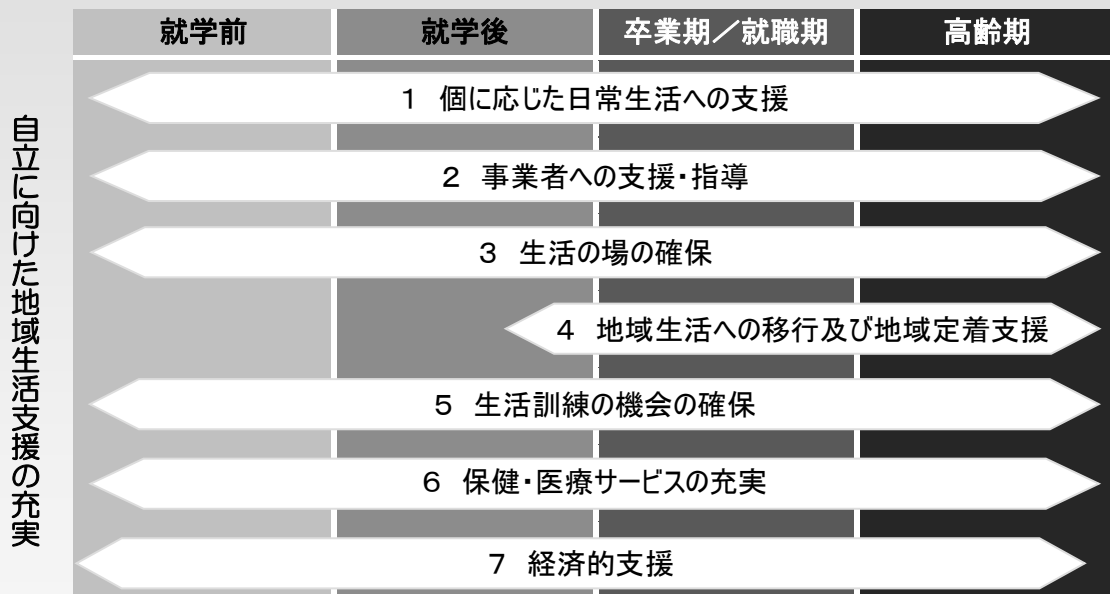 就学前
就学後
卒業期／就職期
高齢期
自立に向けた地域生活支援の充実
１　個に応じた日常生活への支援
２　事業者への支援・指導
３　生活の場の確保
４　地域生活への移行及び地域定着支援
５　生活訓練の機会の確保
６　保健・医療サービスの充実
７　経済的支援